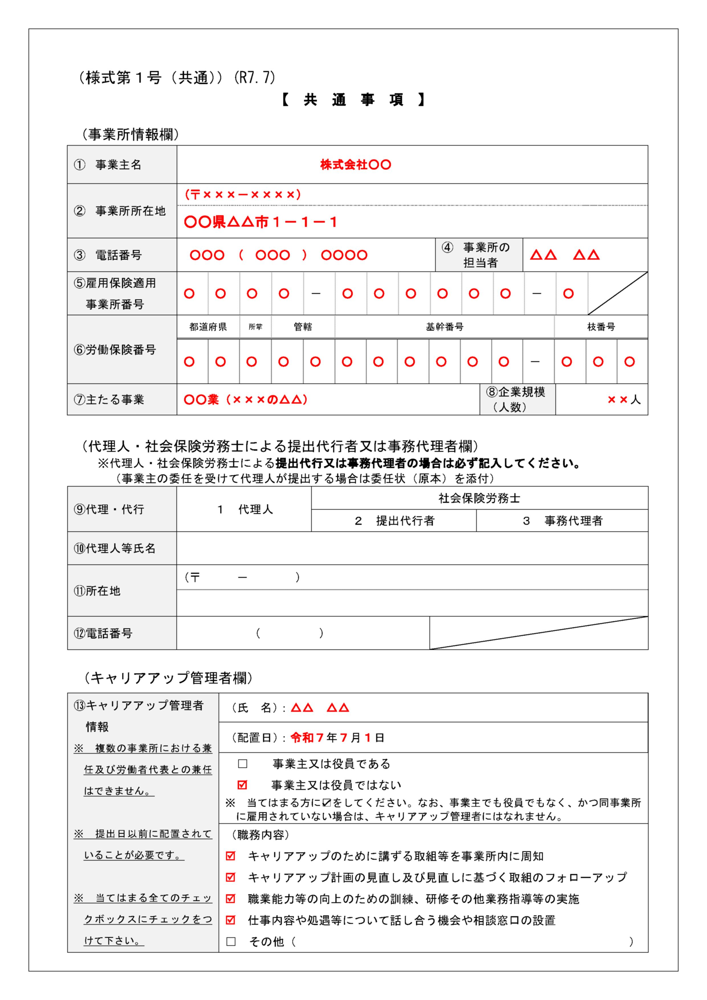 （様式第１号（共通））(R7.7)
【　共　通　事　項　】
（事業所情報欄）
①　事業主名
株式会社〇〇
②　事業所所在地
（〒×××－××××）
〇〇県△△市１－１－１
③　電話番号
〇〇〇　（　〇〇〇　）　〇〇〇〇
④　事業所の
担当者
△△　△△
⑤雇用保険適用
事業所番号
〇 〇 〇 〇 － 〇 〇 〇 〇 〇 〇 － 〇
⑥労働保険番号
都道府県 所掌 管轄 基幹番号 枝番号
〇 〇 〇 〇 〇 〇 〇 〇 〇 〇 〇 － 〇 〇 〇
⑦主たる事業
〇〇業（×××の△△）
⑧企業規模
（人数）
××人
（代理人・社会保険労務士による提出代行者又は事務代理者欄）
※代理人・社会保険労務士による提出代行又は事務代理者の場合は必ず記入してください。
（事業主の委任を受けて代理人が提出する場合は委任状（原本）を添付）
⑨代理・代行
１　代理人
社会保険労務士
２　提出代行者
３　事務代理者
⑩代理人等氏名
⑪所在地
（〒　　　－　　　　）
⑫電話番号
（　　　　　）
（キャリアアップ管理者欄）
⑬キャリアアップ管理者
情報
※　複数の事業所における兼
任及び労働者代表との兼任
はできません。
※　提出日以前に配置されて
いることが必要です。
※　当てはまる全てのチェッ
クボックスにチェックをつ
けて下さい。
（氏　名）：△△　△△
（配置日）：令和７年７月１日
□　　事業主又は役員である
☑　　事業主又は役員ではない
※　当てはまる方に☑をしてください。なお、事業主でも役員でもなく、かつ同事業所
に雇用されていない場合は、キャリアアップ管理者にはなれません。
（職務内容）
☑　キャリアアップのために講ずる取組等を事業所内に周知
☑　キャリアアップ計画の見直し及び見直しに基づく取組のフォローアップ
☑　職業能力等の向上のための訓練、研修その他業務指導等の実施
☑　仕事内容や処遇等について話し合う機会や相談窓口の設置
□　その他（　　　　　　　　　　　　　　　　　　　　　　　　　　　　）